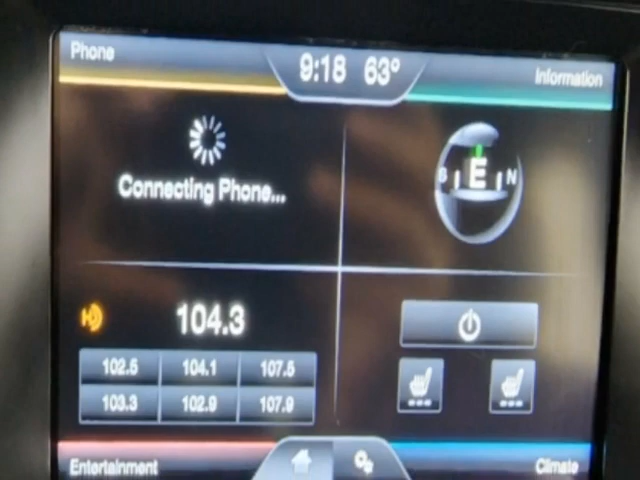 Phone
9:18 63°
Information
Connecting Phone...
E N
104.3
102.5 104.1 107.5
103.3 102.9 107.9
Entertainment
Climate